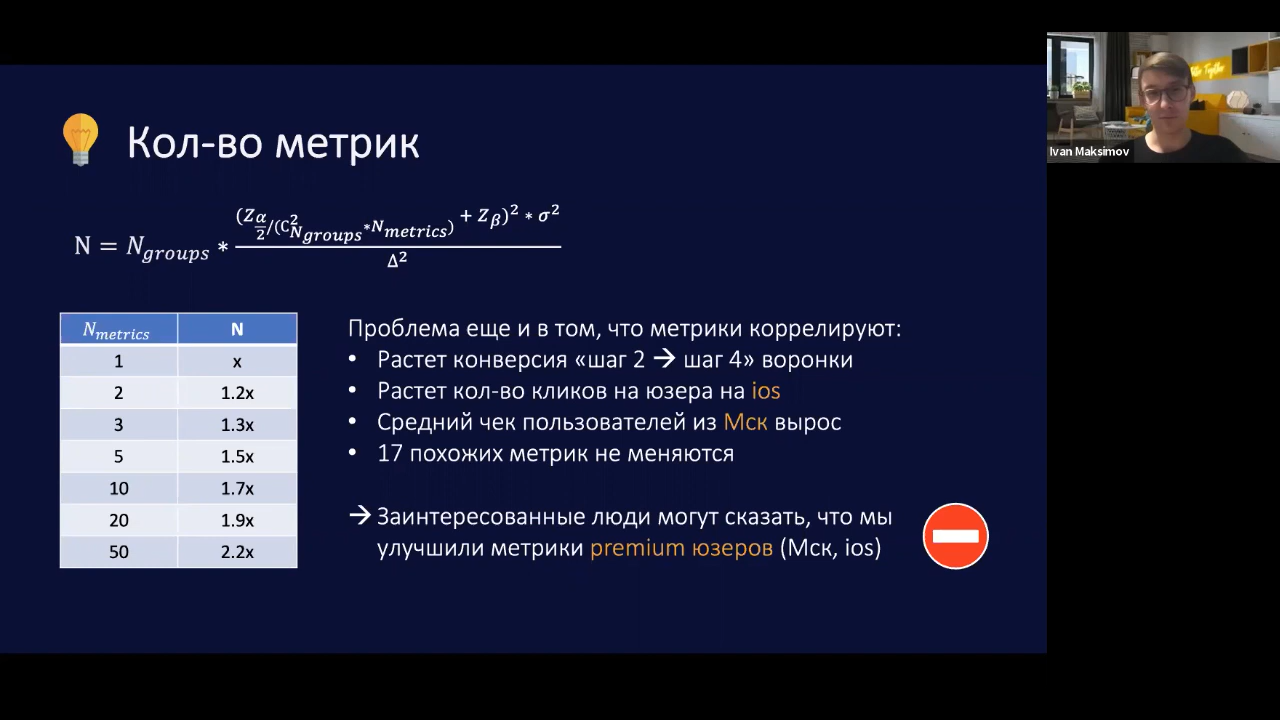 Кол-во метрик
N = N_groups * (Z_{α/2/(C²_{N_groups}*N_metrics)} + Z_β)² * σ² / Δ²
N_metrics N
1 x
2 1.2x
3 1.3x
5 1.5x
10 1.7x
20 1.9x
50 2.2x
Проблема еще и в том, что метрики коррелируют:
• Растет конверсия «шаг 2 → шаг 4» воронки
• Растет кол-во кликов на юзера на ios
• Средний чек пользователей из Мск вырос
• 17 похожих метрик не меняются
→ Заинтересованные люди могут сказать, что мы
улучшили метрики premium юзеров (Мск, ios)
Ivan Maksimov